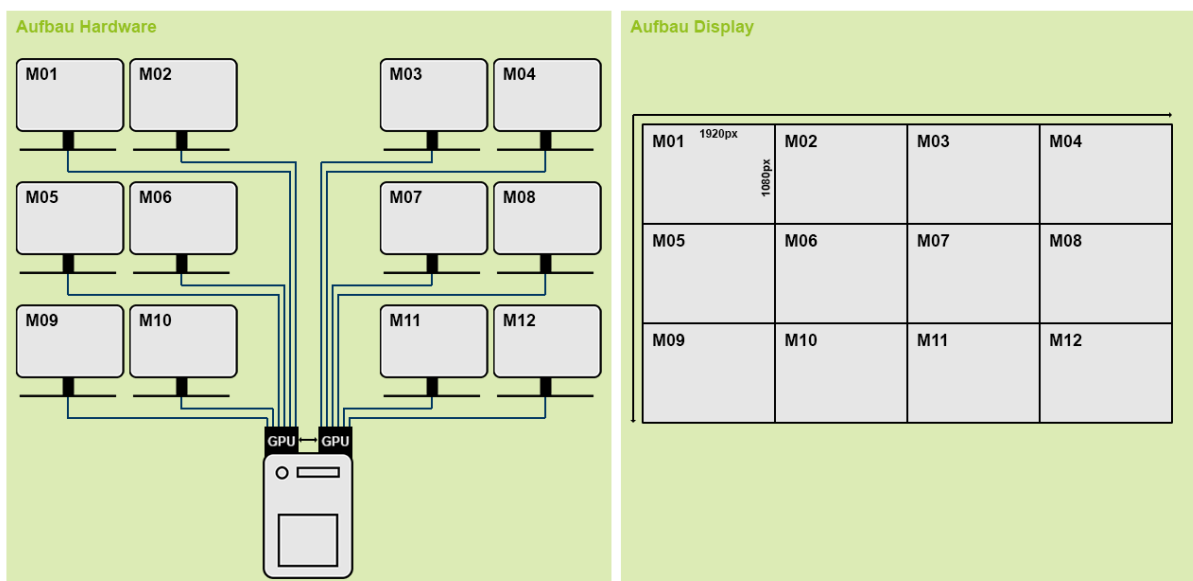 Aufbau Hardware
M01 M02 M03 M04
M05 M06 M07 M08
M09 M10 M11 M12
GPU GPU
Aufbau Display
M01 1920px M02 M03 M04
1080px
M05 M06 M07 M08
M09 M10 M11 M12